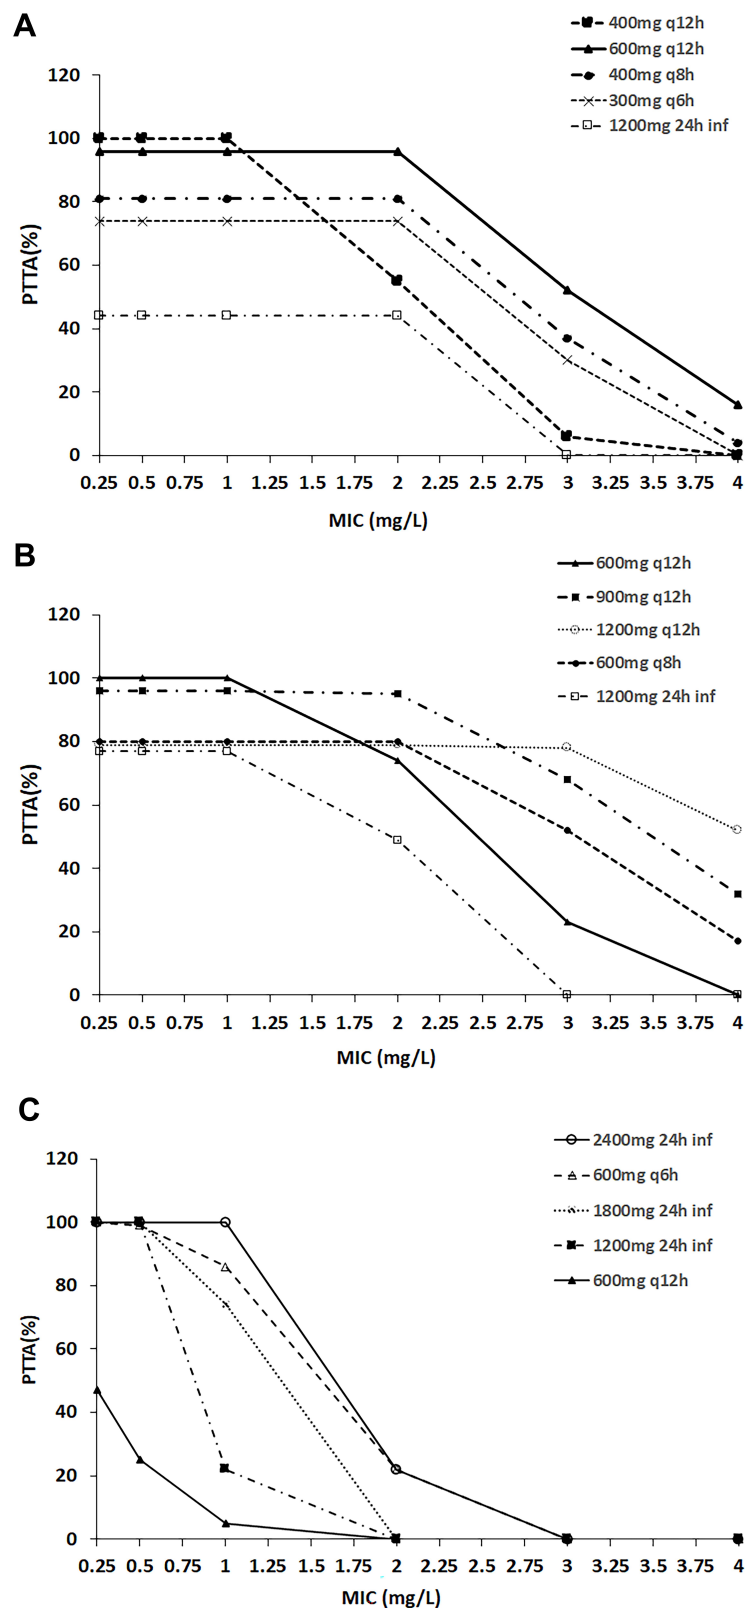 A
400mg q12h
600mg q12h
400mg q8h
300mg q6h
1200mg 24h inf
120
100
80
60
40
20
0
PTTA(%)
0.25 0.5 0.75 1 1.25 1.5 1.75 2 2.25 2.5 2.75 3 3.25 3.5 3.75 4
MIC (mg/L)
B
600mg q12h
900mg q12h
1200mg q12h
600mg q8h
1200mg 24h inf
120
100
80
60
40
20
0
PTTA(%)
0.25 0.5 0.75 1 1.25 1.5 1.75 2 2.25 2.5 2.75 3 3.25 3.5 3.75 4
MIC (mg/L)
C
2400mg 24h inf
600mg q6h
1800mg 24h inf
1200mg 24h inf
600mg q12h
120
100
80
60
40
20
0
PTTA(%)
0.25 0.5 0.75 1 1.25 1.5 1.75 2 2.25 2.5 2.75 3 3.25 3.5 3.75 4
MIC (mg/L)